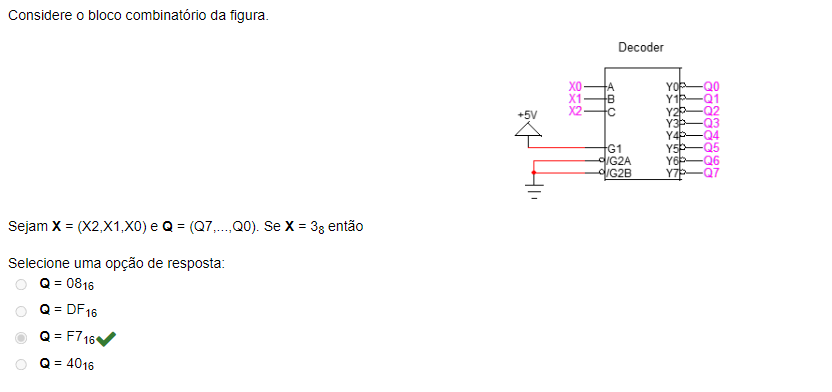 Considere o bloco combinatório da figura.
Decoder
X0
X1
X2
A
B
C
+5V
G1
/G2A
/G2B
Y0
Y1
Y2
Y3
Y4
Y5
Y6
Y7
Q0
Q1
Q2
Q3
Q4
Q5
Q6
Q7
Sejam X = (X2,X1,X0) e Q = (Q7,...,Q0). Se X = 3₈ então
Selecione uma opção de resposta:
Q = 08₁₆
Q = DF₁₆
Q = F7₁₆
Q = 40₁₆